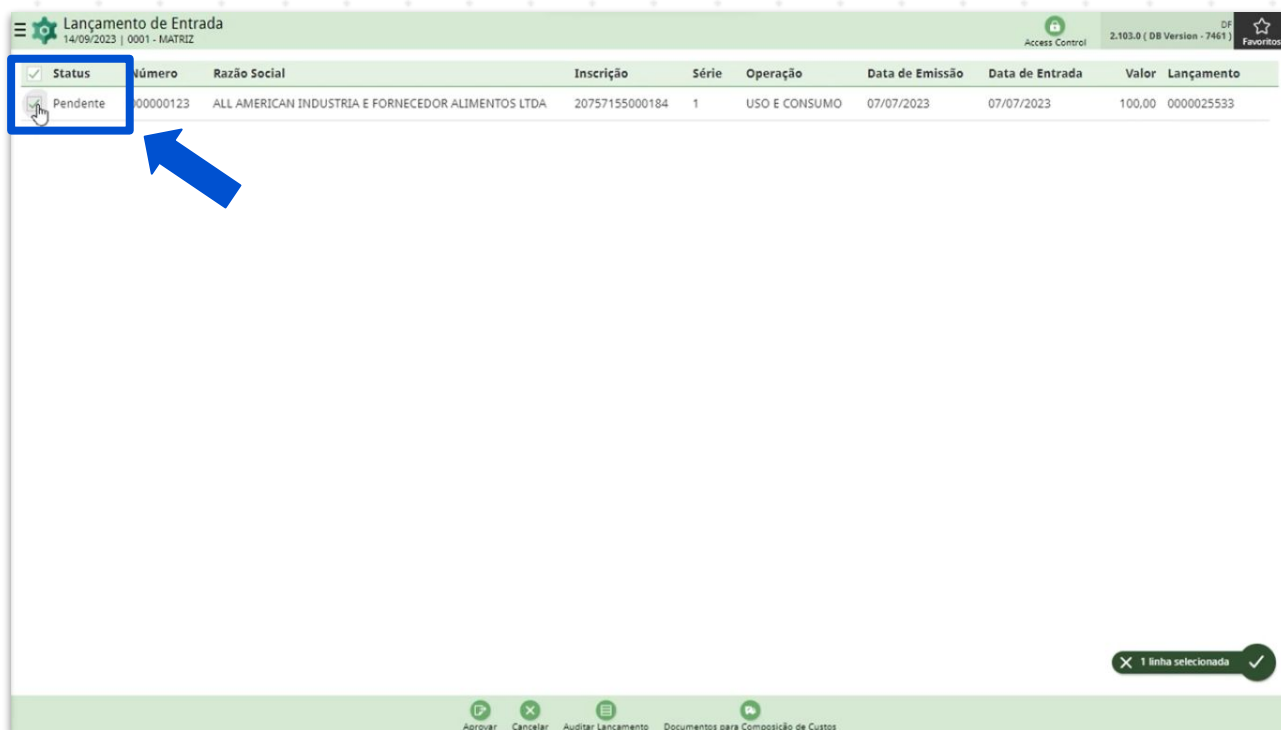 Lançamento de Entrada
14/09/2023 | 0001 - MATRIZ
Access Control
DF
2.103.0 ( DB Version - 7461 )
Favoritos
Status Número Razão Social Inscrição Série Operação Data de Emissão Data de Entrada Valor Lançamento
Pendente 000000123 ALL AMERICAN INDUSTRIA E FORNECEDOR ALIMENTOS LTDA 20757155000184 1 USO E CONSUMO 07/07/2023 07/07/2023 100,00 0000025533
1 linha selecionada
Aprovar Cancelar Auditar Lançamento Documentos para Composição de Custos